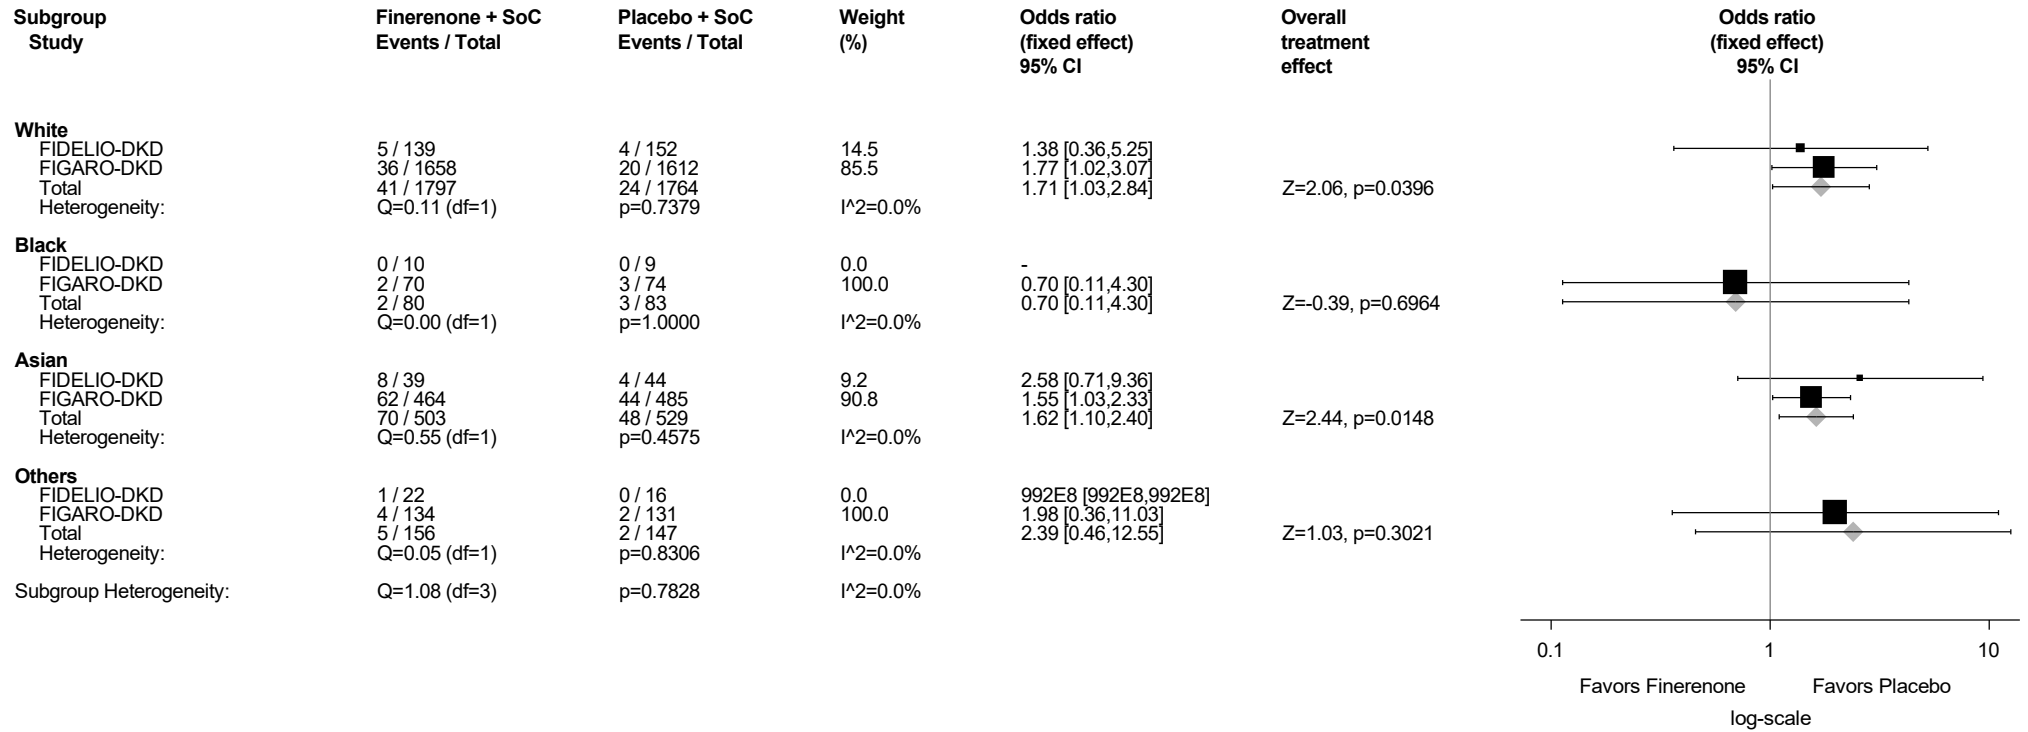 Subgroup Finerenone + SoC Placebo + SoC Weight Odds ratio Overall Odds ratio
Study Events / Total Events / Total (%) (fixed effect) treatment (fixed effect)
95% CI effect 95% CI
White
FIDELIO-DKD 5 / 139 4 / 152 14.5 1.38 [0.36,5.25]
FIGARO-DKD 36 / 1658 20 / 1612 85.5 1.77 [1.02,3.07]
Total 41 / 1797 24 / 1764 1.71 [1.03,2.84] Z=2.06, p=0.0396
Heterogeneity: Q=0.11 (df=1) p=0.7379 I^2=0.0%
Black
FIDELIO-DKD 0 / 10 0 / 9 0.0 -
FIGARO-DKD 2 / 70 3 / 74 100.0 0.70 [0.11,4.30]
Total 2 / 80 3 / 83 0.70 [0.11,4.30] Z=-0.39, p=0.6964
Heterogeneity: Q=0.00 (df=1) p=1.0000 I^2=0.0%
Asian
FIDELIO-DKD 8 / 39 4 / 44 9.2 2.58 [0.71,9.36]
FIGARO-DKD 62 / 464 44 / 485 90.8 1.55 [1.03,2.33]
Total 70 / 503 48 / 529 1.62 [1.10,2.40] Z=2.44, p=0.0148
Heterogeneity: Q=0.55 (df=1) p=0.4575 I^2=0.0%
Others
FIDELIO-DKD 1 / 22 0 / 16 0.0 992E8 [992E8,992E8]
FIGARO-DKD 4 / 134 2 / 131 100.0 1.98 [0.36,11.03]
Total 5 / 156 2 / 147 2.39 [0.46,12.55] Z=1.03, p=0.3021
Heterogeneity: Q=0.05 (df=1) p=0.8306 I^2=0.0%
Subgroup Heterogeneity: Q=1.08 (df=3) p=0.7828 I^2=0.0%
0.1 1 10
Favors Finerenone Favors Placebo
log-scale